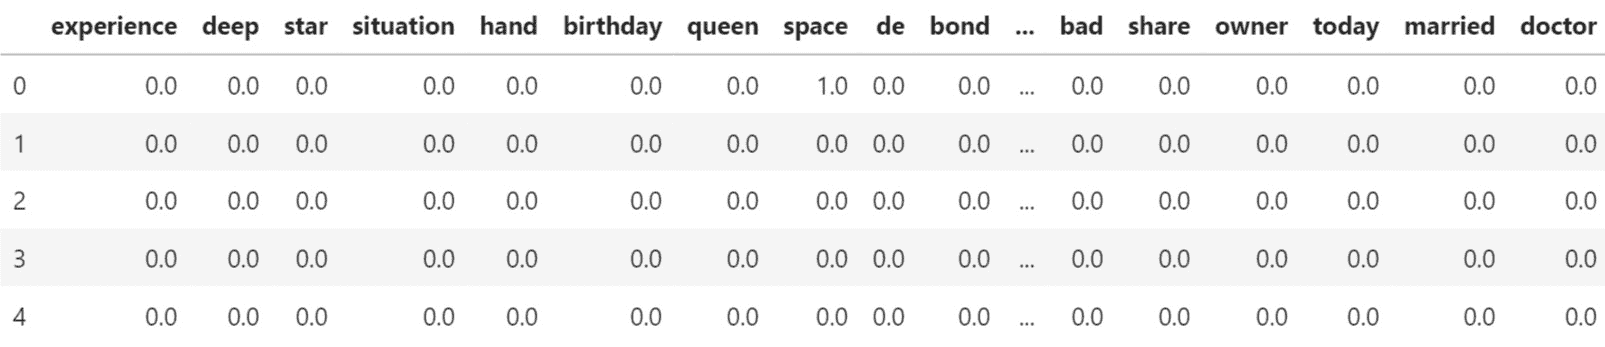 experience deep star situation hand birthday queen space de bond ... bad share owner today married doctor
0 0.0 0.0 0.0 0.0 0.0 0.0 0.0 1.0 0.0 0.0 ... 0.0 0.0 0.0 0.0 0.0 0.0
1 0.0 0.0 0.0 0.0 0.0 0.0 0.0 0.0 0.0 0.0 ... 0.0 0.0 0.0 0.0 0.0 0.0
2 0.0 0.0 0.0 0.0 0.0 0.0 0.0 0.0 0.0 0.0 ... 0.0 0.0 0.0 0.0 0.0 0.0
3 0.0 0.0 0.0 0.0 0.0 0.0 0.0 0.0 0.0 0.0 ... 0.0 0.0 0.0 0.0 0.0 0.0
4 0.0 0.0 0.0 0.0 0.0 0.0 0.0 0.0 0.0 0.0 ... 0.0 0.0 0.0 0.0 0.0 0.0